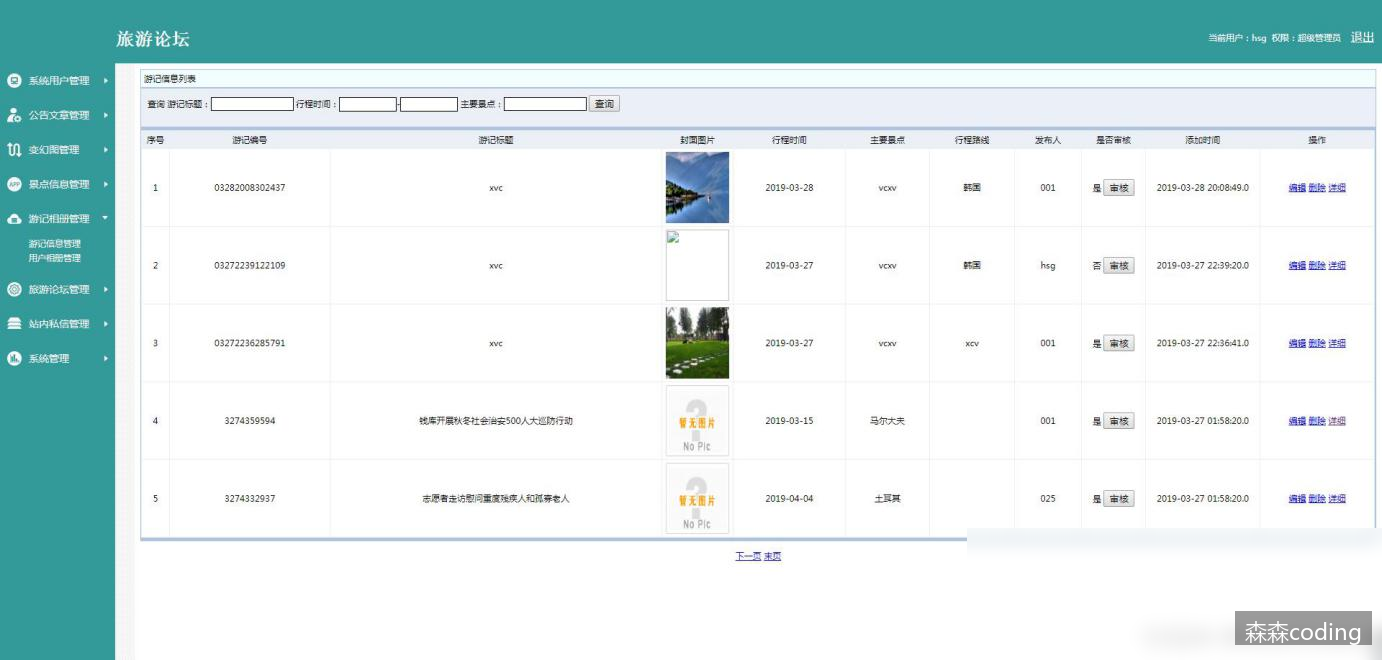 旅游论坛
当前用户：hsg 权限：超级管理员 退出
系统用户管理
公告文章管理
变幻图管理
景点信息管理
游记相册管理
游记信息管理
用户相册管理
旅游论坛管理
站内私信管理
系统管理
游记信息列表
查询 游记标题： 行程时间： - 主要景点： 查询
序号 游记编号 游记标题 封面图片 行程时间 主要景点 行程路线 发布人 是否审核 添加时间 操作
1 03282008302437 xvc 2019-03-28 vcxv 韩国 001 是 审核 2019-03-28 20:08:49.0 编辑 删除 详细
2 03272239122109 xvc 2019-03-27 vcxv 韩国 hsg 否 审核 2019-03-27 22:39:20.0 编辑 删除 详细
3 03272236285791 xvc 2019-03-27 vcxv xcv 001 是 审核 2019-03-27 22:36:41.0 编辑 删除 详细
4 3274359594 钱库开展秋冬社会治安500人大巡防行动 暂无图片 No Pic 2019-03-15 马尔大夫 001 是 审核 2019-03-27 01:58:20.0 编辑 删除 详细
5 3274332937 志愿者走访慰问重度残疾人和孤寡老人 暂无图片 No Pic 2019-04-04 土耳其 025 是 审核 2019-03-27 01:58:20.0 编辑 删除 详细
下一页 末页
森森coding